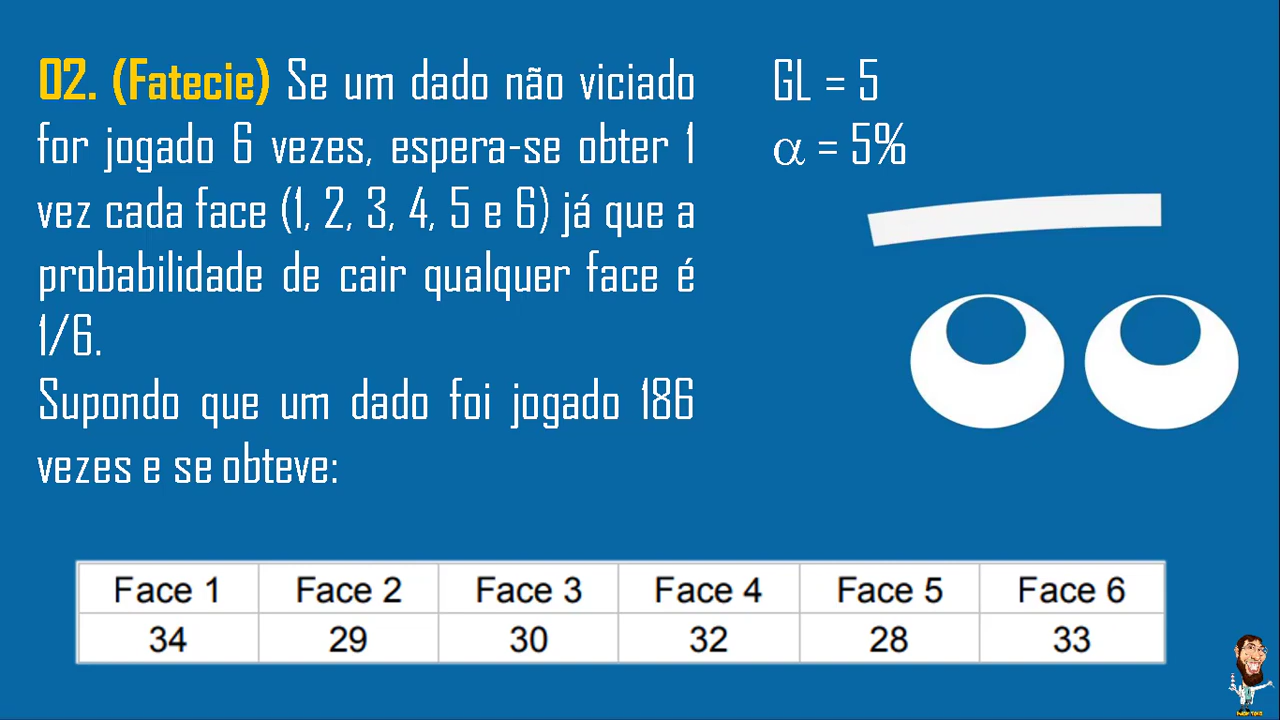 02. (Fatecie) Se um dado não viciado
for jogado 6 vezes, espera-se obter 1
vez cada face (1, 2, 3, 4, 5 e 6) já que a
probabilidade de cair qualquer face é
1/6.
Supondo que um dado foi jogado 186
vezes e se obteve:
GL = 5
α = 5%
Face 1 Face 2 Face 3 Face 4 Face 5 Face 6
34 29 30 32 28 33